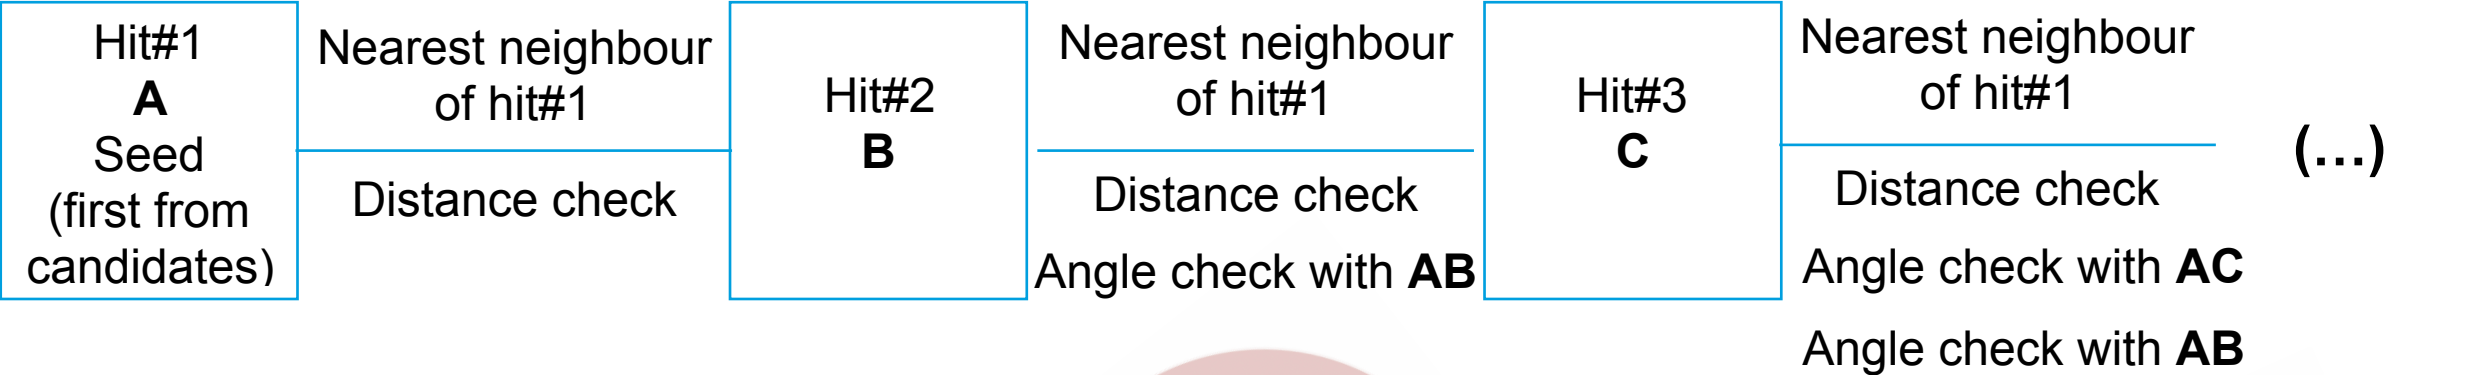 Hit#1
A
Seed
(first from
candidates)
Nearest neighbour
of hit#1
Distance check
Hit#2
B
Nearest neighbour
of hit#1
Distance check
Angle check with AB
Hit#3
C
Nearest neighbour
of hit#1
Distance check
Angle check with AC
Angle check with AB
(...)